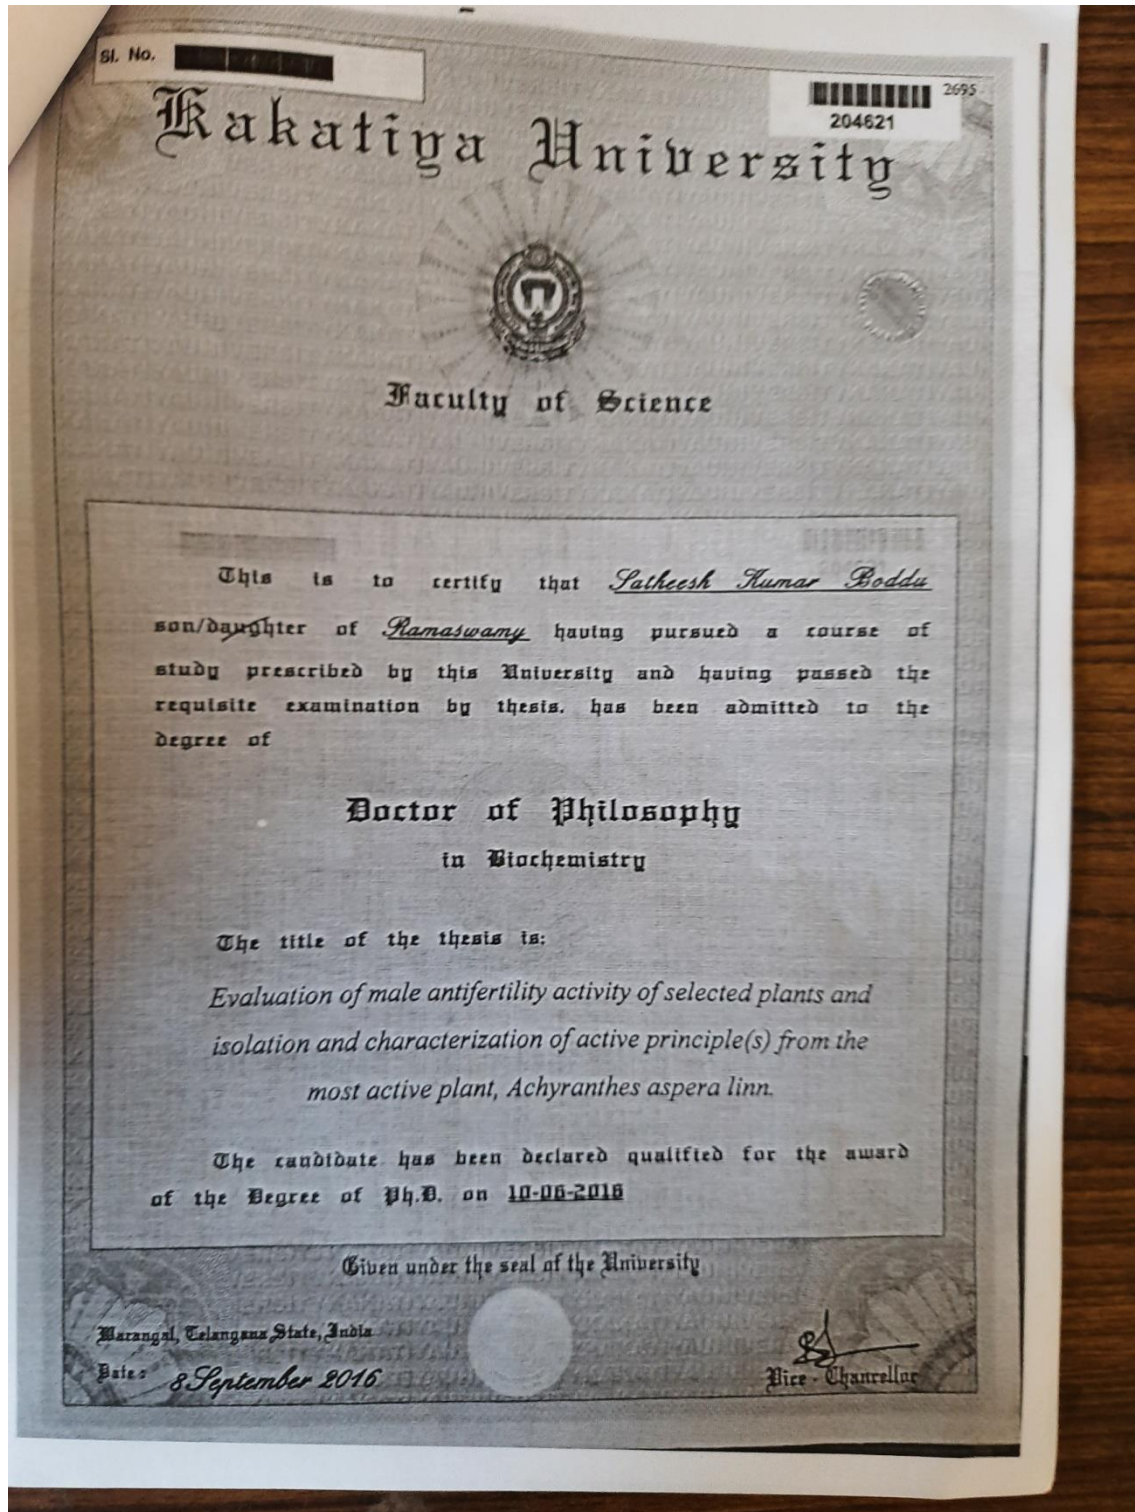 Sl. No.
2695
204621
Kakatiya University
Faculty of Science
This is to certify that Satheesh Kumar Boddu
son/daughter of Ramaswamy having pursued a course of
study prescribed by this University and having passed the
requisite examination by thesis. has been admitted to the
degree of
Doctor of Philosophy
in Biochemistry
The title of the thesis is:
Evaluation of male antifertility activity of selected plants and
isolation and characterization of active principle(s) from the
most active plant, Achyranthes aspera linn.
The candidate has been declared qualified for the award
of the Degree of Ph.D. on 10-06-2016
Given under the seal of the University
Warangal, Telangana State, India
Date: 8 September 2016
Vice - Chancellor